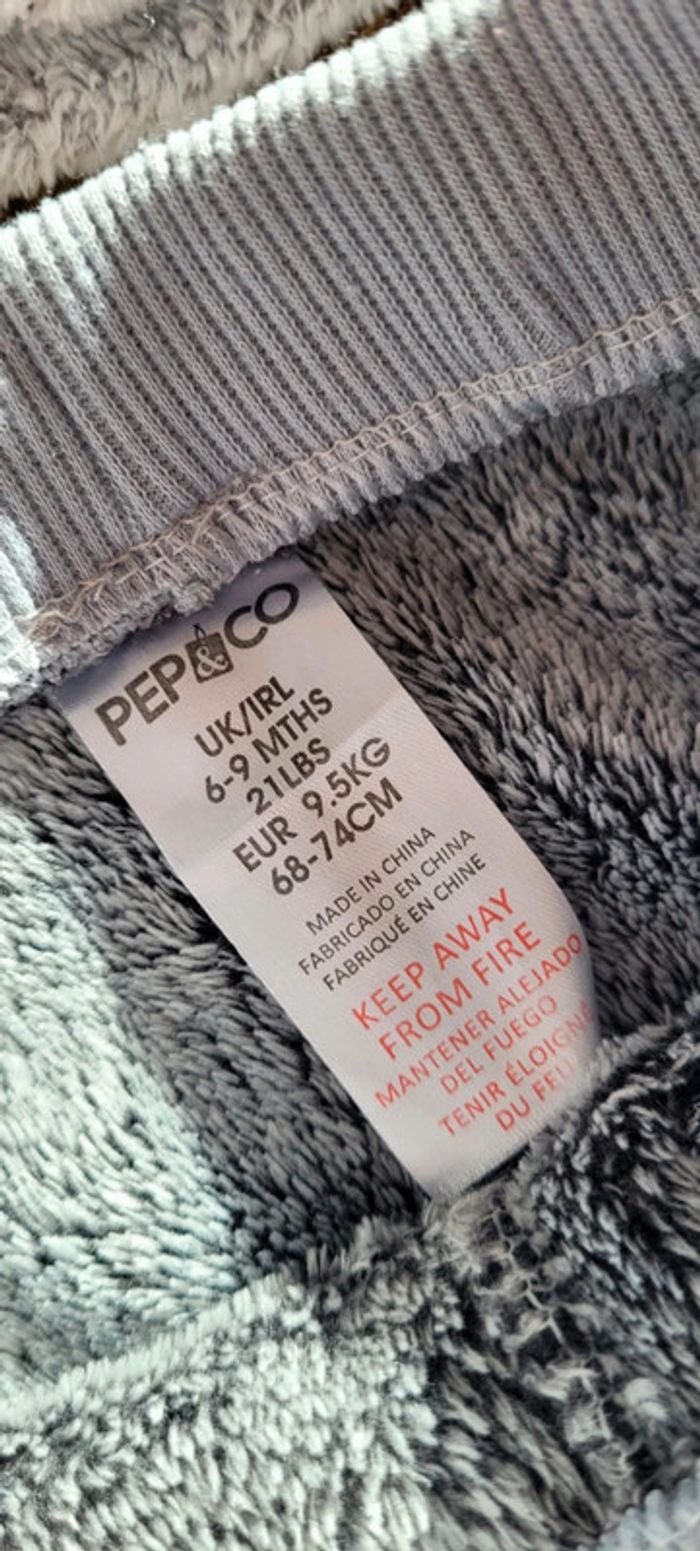 PEP&CO
UK/IRL
6-9 MTHS
21LBS
EUR 9.5KG
68-74CM
MADE IN CHINA
FABRICADO EN CHINA
FABRIQUÉ EN CHINE
KEEP AWAY
FROM FIRE
MANTENER ALEJADO
DEL FUEGO
TENIR ÉLOIGNÉ
DU FEU